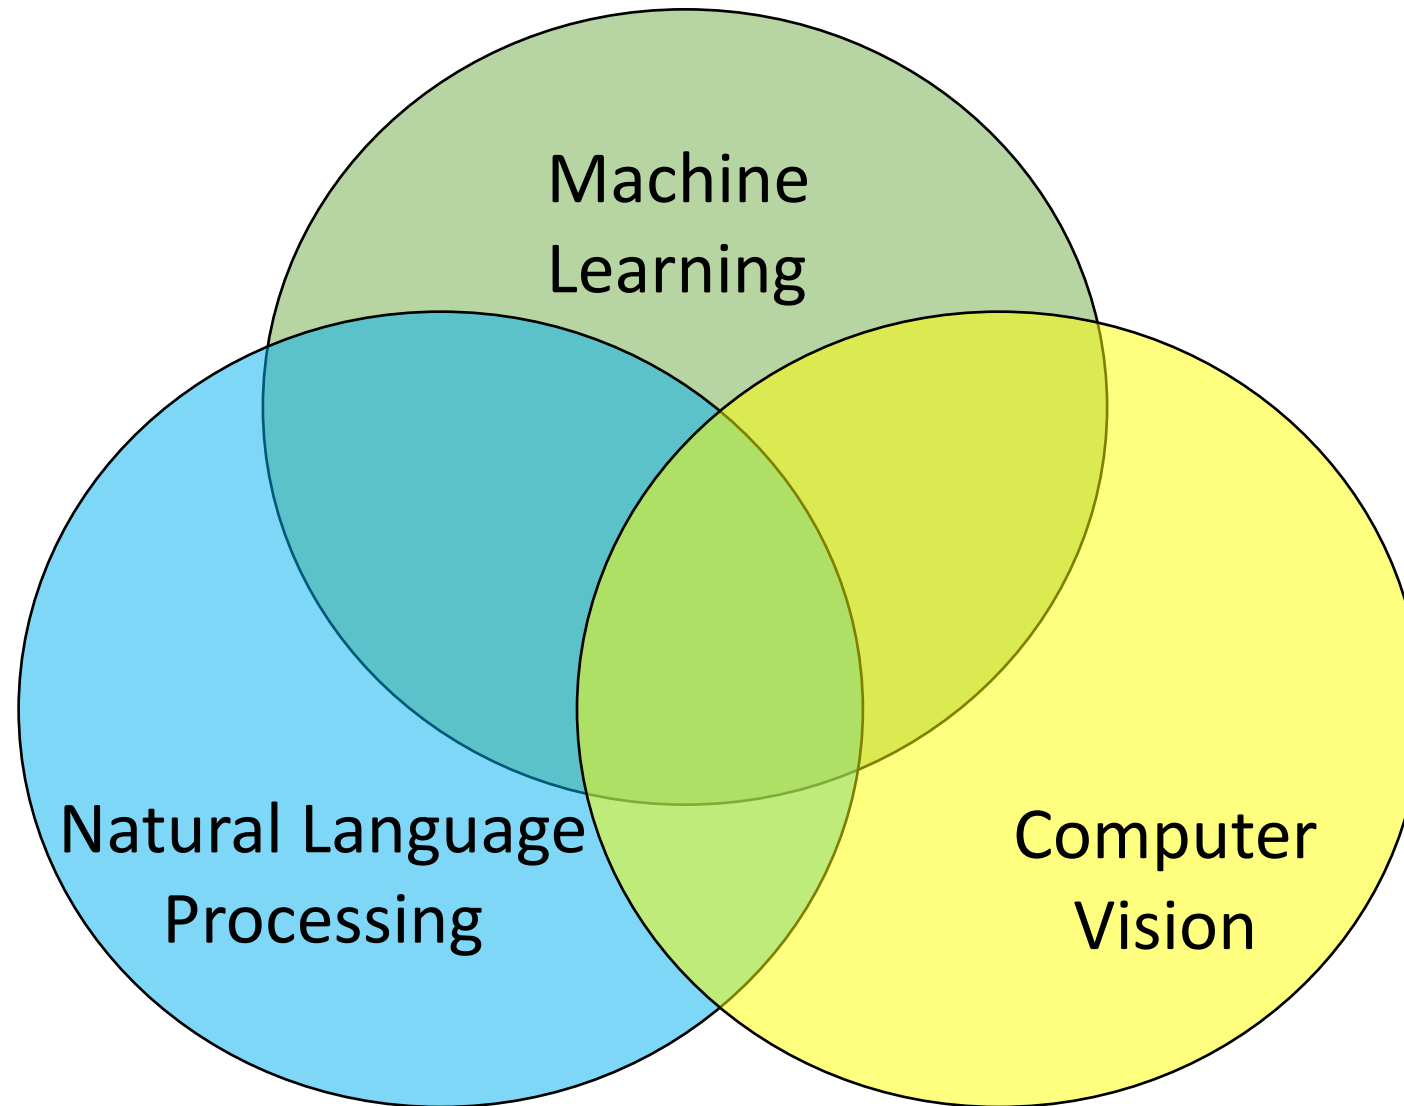 Machine
Learning
Natural Language
Processing
Computer
Vision